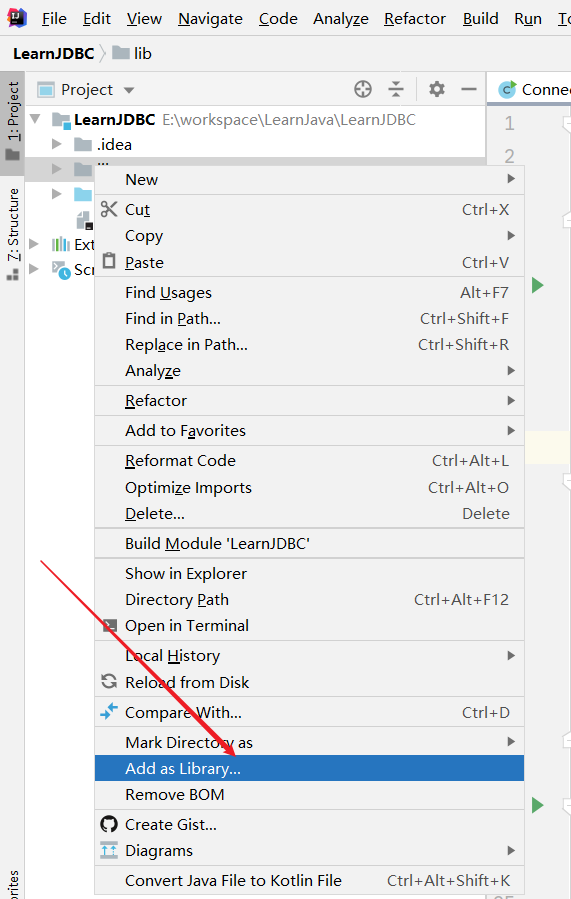 File Edit View Navigate Code Analyze Refactor Build Run
LearnJDBC lib
1: Project
Project
LearnJDBC E:\workspace\LearnJava\LearnJDBC
.idea
1
2
7: Structure
New
Cut Ctrl+X
Copy
Paste Ctrl+V
Find Usages Alt+F7
Find in Path... Ctrl+Shift+F
Replace in Path... Ctrl+Shift+R
Analyze
Refactor
Add to Favorites
Reformat Code Ctrl+Alt+L
Optimize Imports Ctrl+Alt+O
Delete... Delete
Build Module 'LearnJDBC'
Show in Explorer
Directory Path Ctrl+Alt+F12
Open in Terminal
Local History
Reload from Disk
Compare With... Ctrl+D
Mark Directory as
Add as Library...
Remove BOM
Create Gist...
Diagrams
Convert Java File to Kotlin File Ctrl+Alt+Shift+K